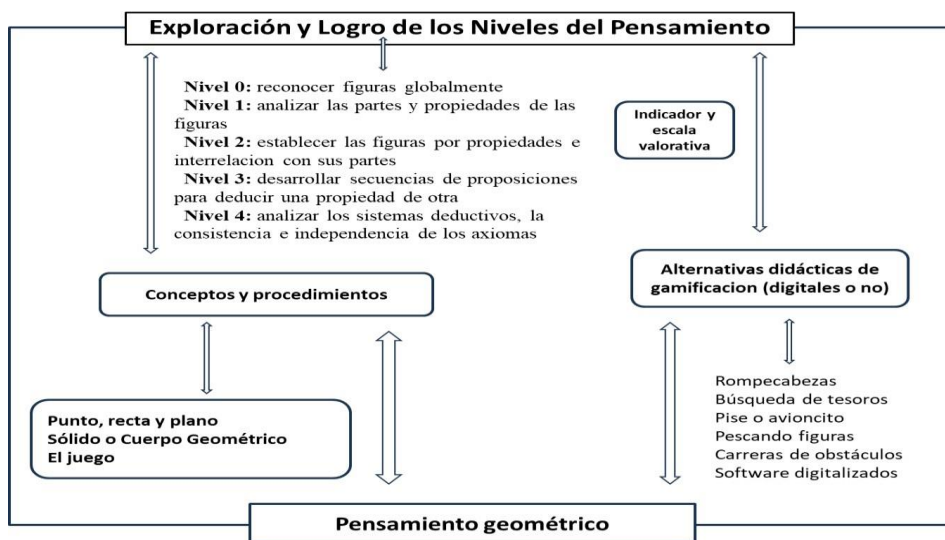 Exploración y Logro de los Niveles del Pensamiento
Nivel 0: reconocer figuras globalmente
Nivel 1: analizar las partes y propiedades de las
figuras
Nivel 2: establecer las figuras por propiedades e
interrelacion con sus partes
Nivel 3: desarrollar secuencias de proposiciones
para deducir una propiedad de otra
Nivel 4: analizar los sistemas deductivos, la
consistencia e independencia de los axiomas
Indicador y
escala
valorativa
Conceptos y procedimientos
Alternativas didácticas de
gamificacion (digitales o no)
Punto, recta y plano
Sólido o Cuerpo Geométrico
El juego
Rompecabezas
Búsqueda de tesoros
Pise o avioncito
Pescando figuras
Carreras de obstáculos
Software digitalizados
Pensamiento geométrico